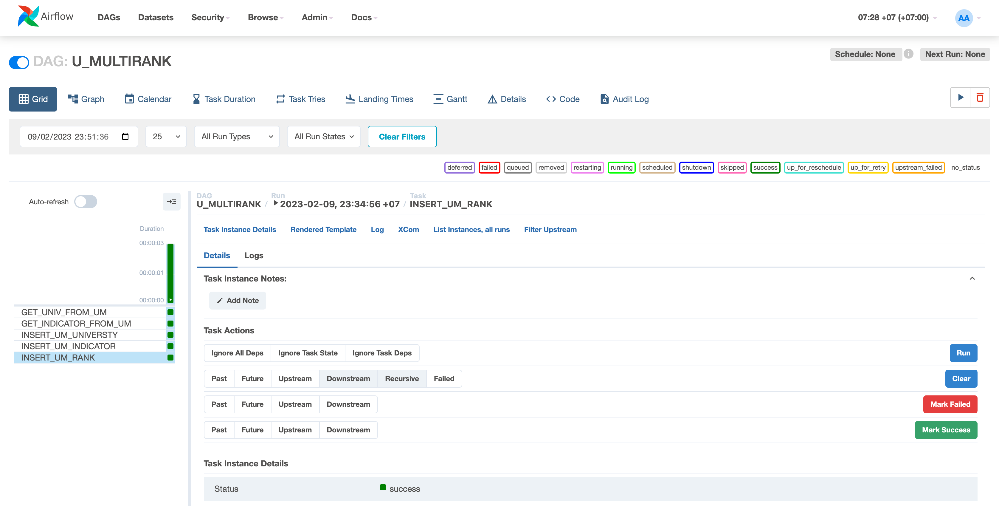 Airflow DAGs Datasets Security Browse Admin Docs 07:28 +07 (+07:00) AA
DAG: U_MULTIRANK Schedule: None i Next Run: None
Grid Graph Calendar Task Duration Task Tries Landing Times Gantt Details Code Audit Log
09/02/2023 23:51:36 25 All Run Types All Run States Clear Filters
deferred failed queued removed restarting running scheduled shutdown skipped success up_for_reschedule up_for_retry upstream_failed no_status
Auto-refresh
Duration
00:00:03
00:00:01
00:00:00
GET_UNIV_FROM_UM
GET_INDICATOR_FROM_UM
INSERT_UM_UNIVERSTY
INSERT_UM_INDICATOR
INSERT_UM_RANK
DAG Run Task
U_MULTIRANK / 2023-02-09, 23:34:56 +07 / INSERT_UM_RANK
Task Instance Details Rendered Template Log XCom List Instances, all runs Filter Upstream
Details Logs
Task Instance Notes:
Add Note
Task Actions
Ignore All Deps Ignore Task State Ignore Task Deps Run
Past Future Upstream Downstream Recursive Failed Clear
Past Future Upstream Downstream Mark Failed
Past Future Upstream Downstream Mark Success
Task Instance Details
Status success